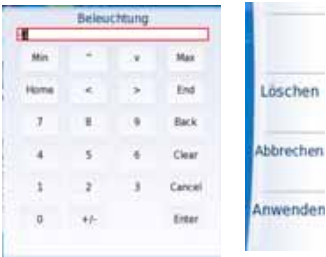 Beleuchtung
Min ^ v Max
Home < > End
7 8 9 Back
4 5 6 Clear
1 2 3 Cancel
0 +/- Enter
Löschen
Abbrechen
Anwenden